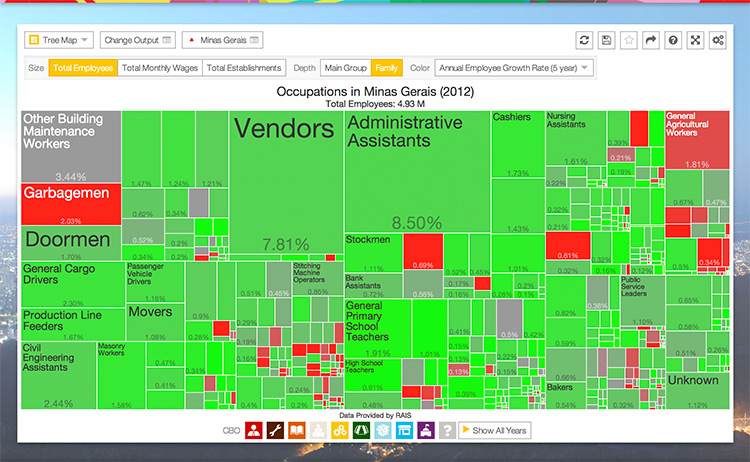 Tree Map
Change Output
Minas Gerais
Size
Total Employees
Total Monthly Wages
Total Establishments
Depth
Main Group
Family
Color
Annual Employee Growth Rate (5 year)
Occupations in Minas Gerais (2012)
Total Employees: 4.93 M
Other Building
Maintenance
Workers
3.44%
Garbagemen
2.03%
Doormen
1.70%
1.47%
1.24%
1.21%
0.62%
0.34%
0.52%
0.34%
0.2%
0.2%
Vendors
7.81%
Administrative
Assistants
8.50%
Cashiers
1.73%
1.43%
1.01%
Stockmen
1.11%
0.69%
0.52%
0.45%
Bank
Assistants
0.72%
0.56%
0.17%
0.16%
0.28%
0.1%
Nursing
Assistants
1.61%
0.39%
0.21%
0.19%
0.22%
0.32%
0.21%
0.61%
0.32%
0.16%
0.12%
General
Agricultural
Workers
1.81%
0.67%
0.47%
0.5%
0.34%
General Cargo
Drivers
2.30%
Passenger
Vehicle
Drivers
1.16%
Production Line
Feeders
1.67%
Movers
1.08%
Civil
Engineering
Assistants
2.44%
Masonry
Workers
1.58%
0.51%
0.45%
Stitching
Machine
Operators
0.85%
0.9%
0.28%
0.29%
0.19%
0.16%
0.47%
0.41%
0.4%
0.24%
0.2%
General
Primary
School
Teachers
1.91%
1.01%
High School
Teachers
0.91%
0.48%
0.41%
0.15%
0.13%
0.13%
0.39%
0.5%
0.42%
0.22%
0.15%
0.82%
0.59%
0.66%
0.38%
Public
Service
Leaders
1.10%
Bakers
0.54%
0.32%
0.65%
0.58%
0.51%
0.26%
Unknown
1.12%
Data Provided by RAIS
CBO
?
Show All Years